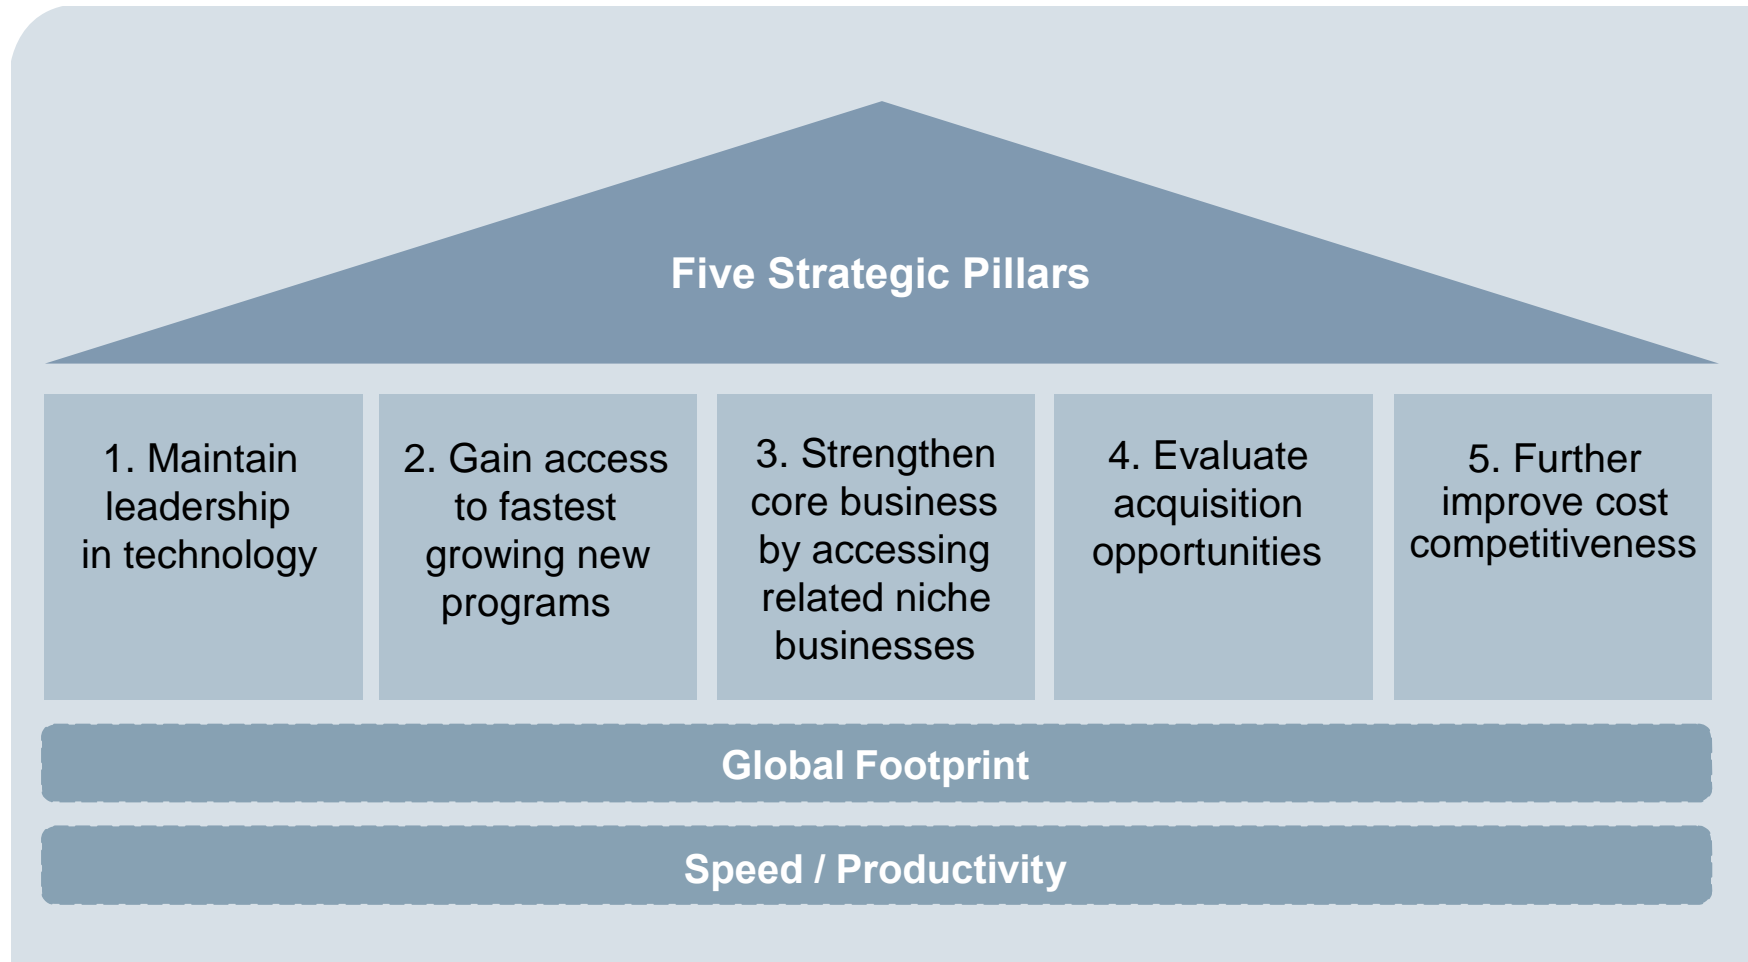 Five Strategic Pillars
1. Maintain
leadership
in technology
2. Gain access
to fastest
growing new
programs
3. Strengthen
core business
by accessing
related niche
businesses
4. Evaluate
acquisition
opportunities
5. Further
improve cost
competitiveness
Global Footprint
Speed / Productivity